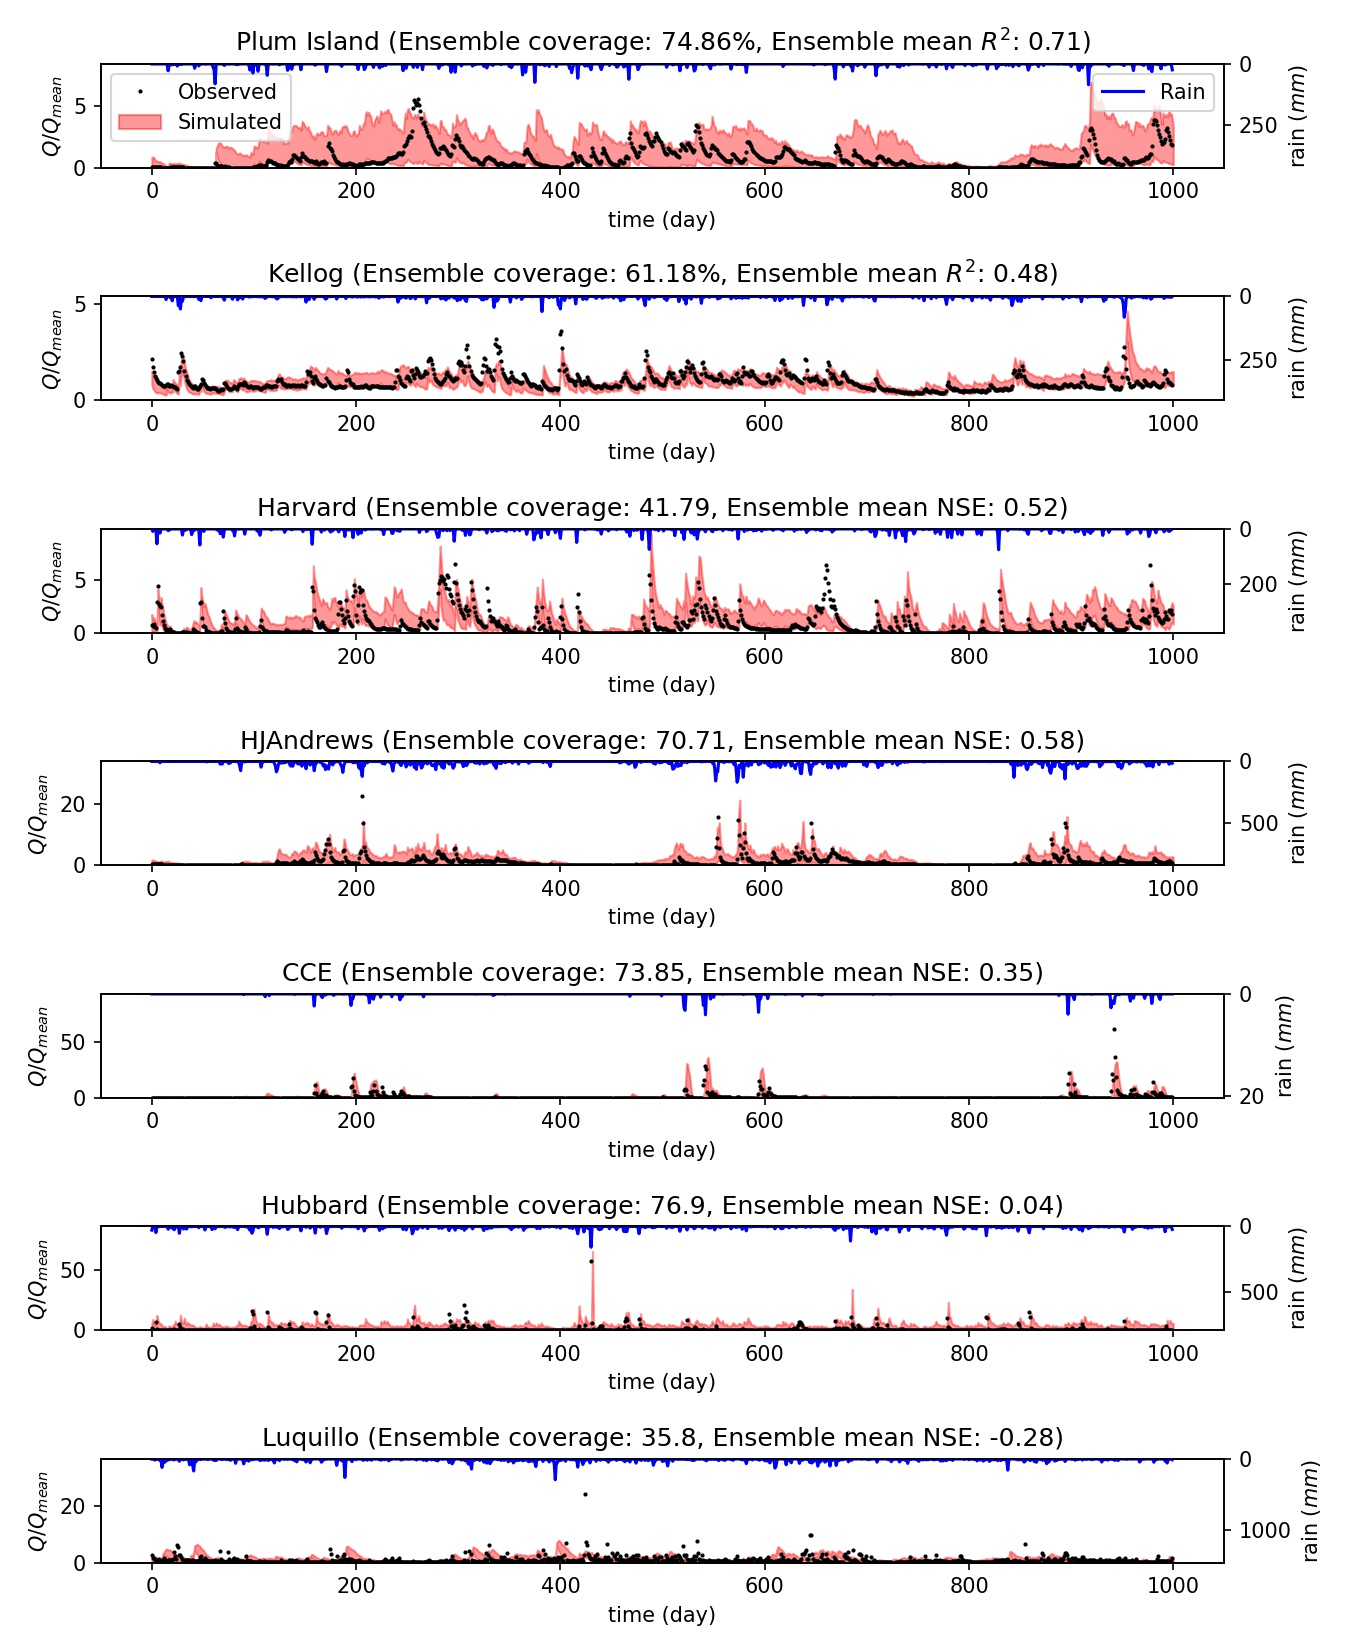 Plum Island (Ensemble coverage: 74.86%, Ensemble mean R²: 0.71)
Observed
Simulated
Rain
5
0
0
250
Q/Q_mean
rain (mm)
0 200 400 600 800 1000
time (day)
Kellog (Ensemble coverage: 61.18%, Ensemble mean R²: 0.48)
5
0
0
250
Q/Q_mean
rain (mm)
0 200 400 600 800 1000
time (day)
Harvard (Ensemble coverage: 41.79, Ensemble mean NSE: 0.52)
5
0
0
200
Q/Q_mean
rain (mm)
0 200 400 600 800 1000
time (day)
HJAndrews (Ensemble coverage: 70.71, Ensemble mean NSE: 0.58)
20
0
0
500
Q/Q_mean
rain (mm)
0 200 400 600 800 1000
time (day)
CCE (Ensemble coverage: 73.85, Ensemble mean NSE: 0.35)
50
0
0
20
Q/Q_mean
rain (mm)
0 200 400 600 800 1000
time (day)
Hubbard (Ensemble coverage: 76.9, Ensemble mean NSE: 0.04)
50
0
0
500
Q/Q_mean
rain (mm)
0 200 400 600 800 1000
time (day)
Luquillo (Ensemble coverage: 35.8, Ensemble mean NSE: -0.28)
20
0
0
1000
Q/Q_mean
rain (mm)
0 200 400 600 800 1000
time (day)